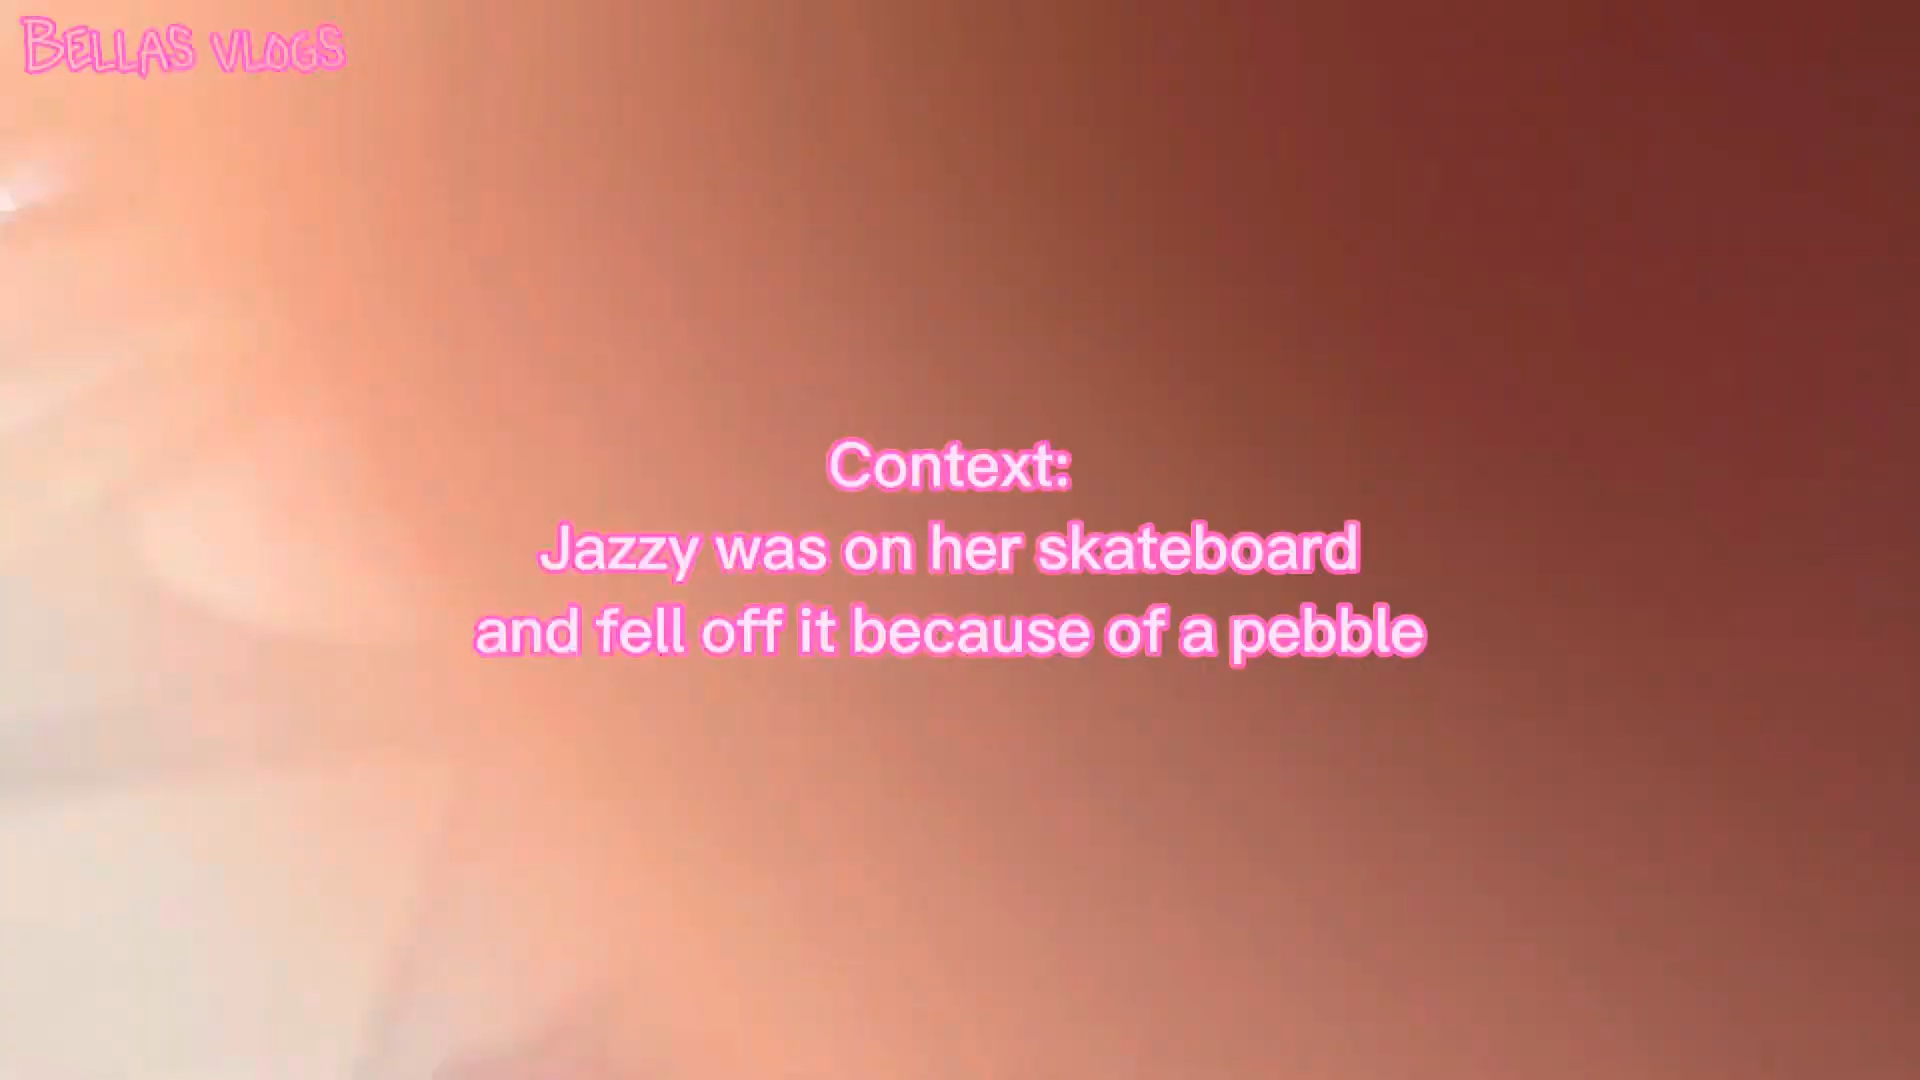 BELLAS VLOGS
Context:
Jazzy was on her skateboard
and fell off it because of a pebble